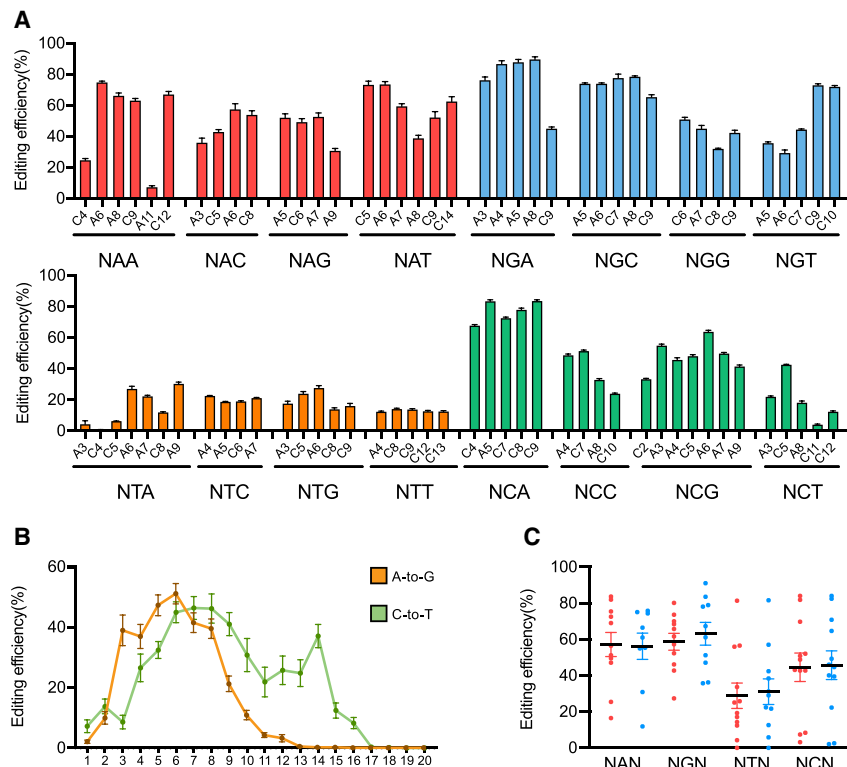 A
Editing efficiency(%)
100
80
60
40
20
0
C4 A6 A8 C9 A11 C12 A3 C5 A6 C8 A5 C6 A7 A9 C5 A6 A7 A8 C9 C14 A3 A4 A5 A8 C9 A5 A6 C7 A8 C9 C6 A7 C8 C9 A5 A6 C7 C9 C10
NAA NAC NAG NAT NGA NGC NGG NGT
Editing efficiency(%)
100
80
60
40
20
0
A3 C4 C5 A6 A7 C8 A9 A4 A5 C6 A7 A3 C5 A6 C8 C9 A4 C8 C9 C12 C13 C4 A5 C7 C8 C9 A4 C7 A8 C10 C2 A3 A4 C5 A6 A7 A9 A3 C5 A8 C11 C12
NTA NTC NTG NTT NCA NCC NCG NCT
B
Editing efficiency(%)
60
40
20
0
A-to-G
C-to-T
1 2 3 4 5 6 7 8 9 10 11 12 13 14 15 16 17 18 19 20
C
Editing efficiency(%)
100
80
60
40
20
0
NAN NGN NTN NCN